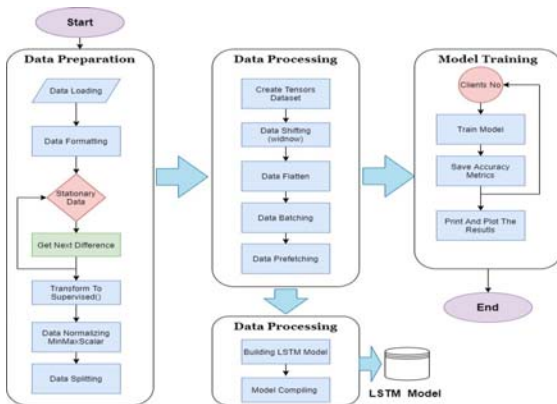 Start
Data Preparation
Data Loading
Data Formatting
Stationary
Data
Get Next Difference
Transform To
Supervised()
Data Normalizing
MinMaxScalar
Data Splitting
Data Processing
Create Tensors
Dataset
Data Shifting
(widnow)
Data Flatten
Data Batching
Data Prefetching
Data Processing
Building LSTM Model
Model Compiling
LSTM Model
Model Training
Clients No
Train Model
Save Accuracy
Metrics
Print And Plot The
Results
End